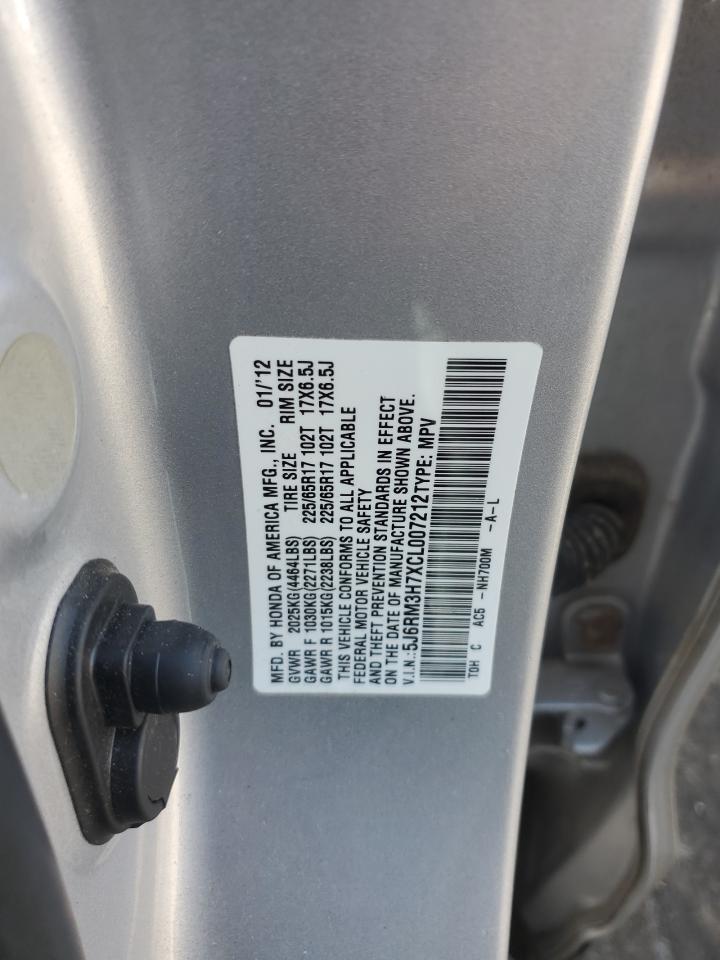 MFD. BY HONDA OF AMERICA MFG., INC. 01/'12
GVWR 2025KG(4464LBS) TIRE SIZE RIM SIZE
GAWR F 1030KG(2271LBS) 225/65R17 102T 17X6.5J
GAWR R 1015KG(2238LBS) 225/65R17 102T 17X6.5J
THIS VEHICLE CONFORMS TO ALL APPLICABLE
FEDERAL MOTOR VEHICLE SAFETY
AND THEFT PREVENTION STANDARDS IN EFFECT
ON THE DATE OF MANUFACTURE SHOWN ABOVE.
V.I.N.:5J6RM3H7XCL007212TYPE: MPV
TOH C AC5 -NH700M -A-L